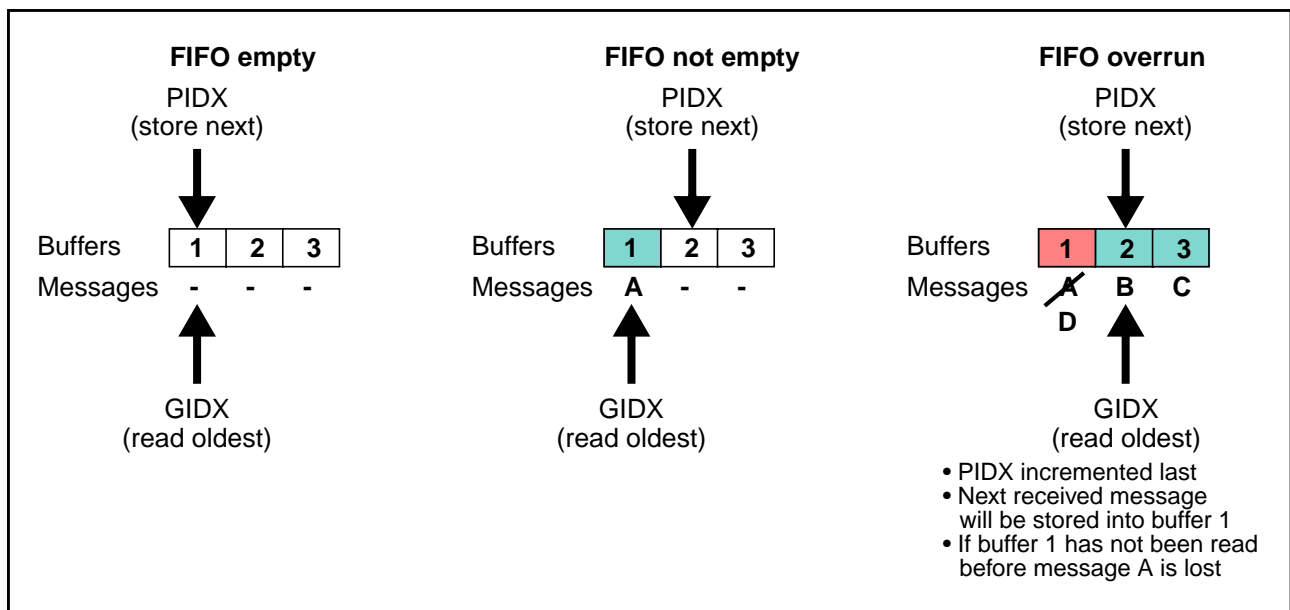 FIFO empty
PIDX
(store next)
Buffers 1 2 3
Messages - - -
GIDX
(read oldest)
FIFO not empty
PIDX
(store next)
Buffers 1 2 3
Messages A - -
GIDX
(read oldest)
FIFO overrun
PIDX
(store next)
Buffers 1 2 3
Messages A B C
D
GIDX
(read oldest)
• PIDX incremented last
• Next received message
will be stored into buffer 1
• If buffer 1 has not been read
before message A is lost